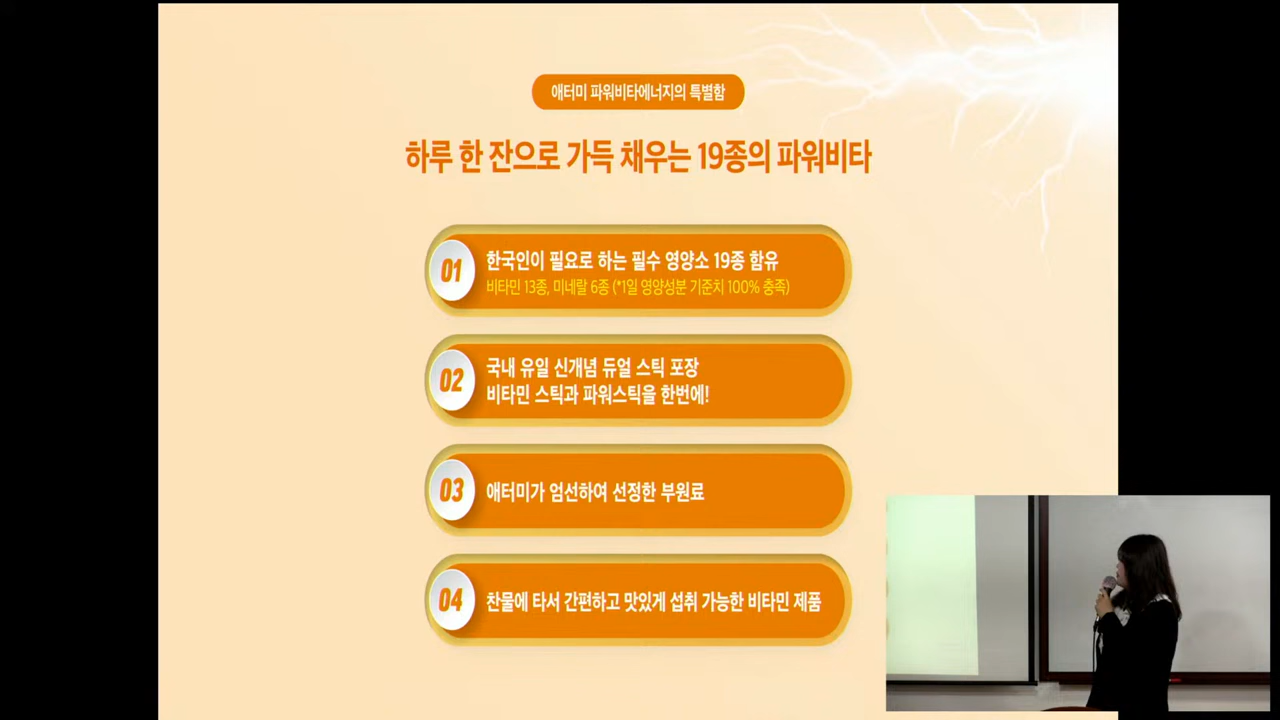 애터미 파워비타에너지의 특별함
하루 한 잔으로 가득 채우는 19종의 파워비타
01
한국인이 필요로 하는 필수 영양소 19종 함유
비타민 13종, 미네랄 6종 (*1일 영양성분 기준치 100% 충족)
02
국내 유일 신개념 듀얼 스틱 포장
비타민 스틱과 파워스틱을 한번에!
03
애터미가 엄선하여 선정한 부원료
04
찬물에 타서 간편하고 맛있게 섭취 가능한 비타민 제품